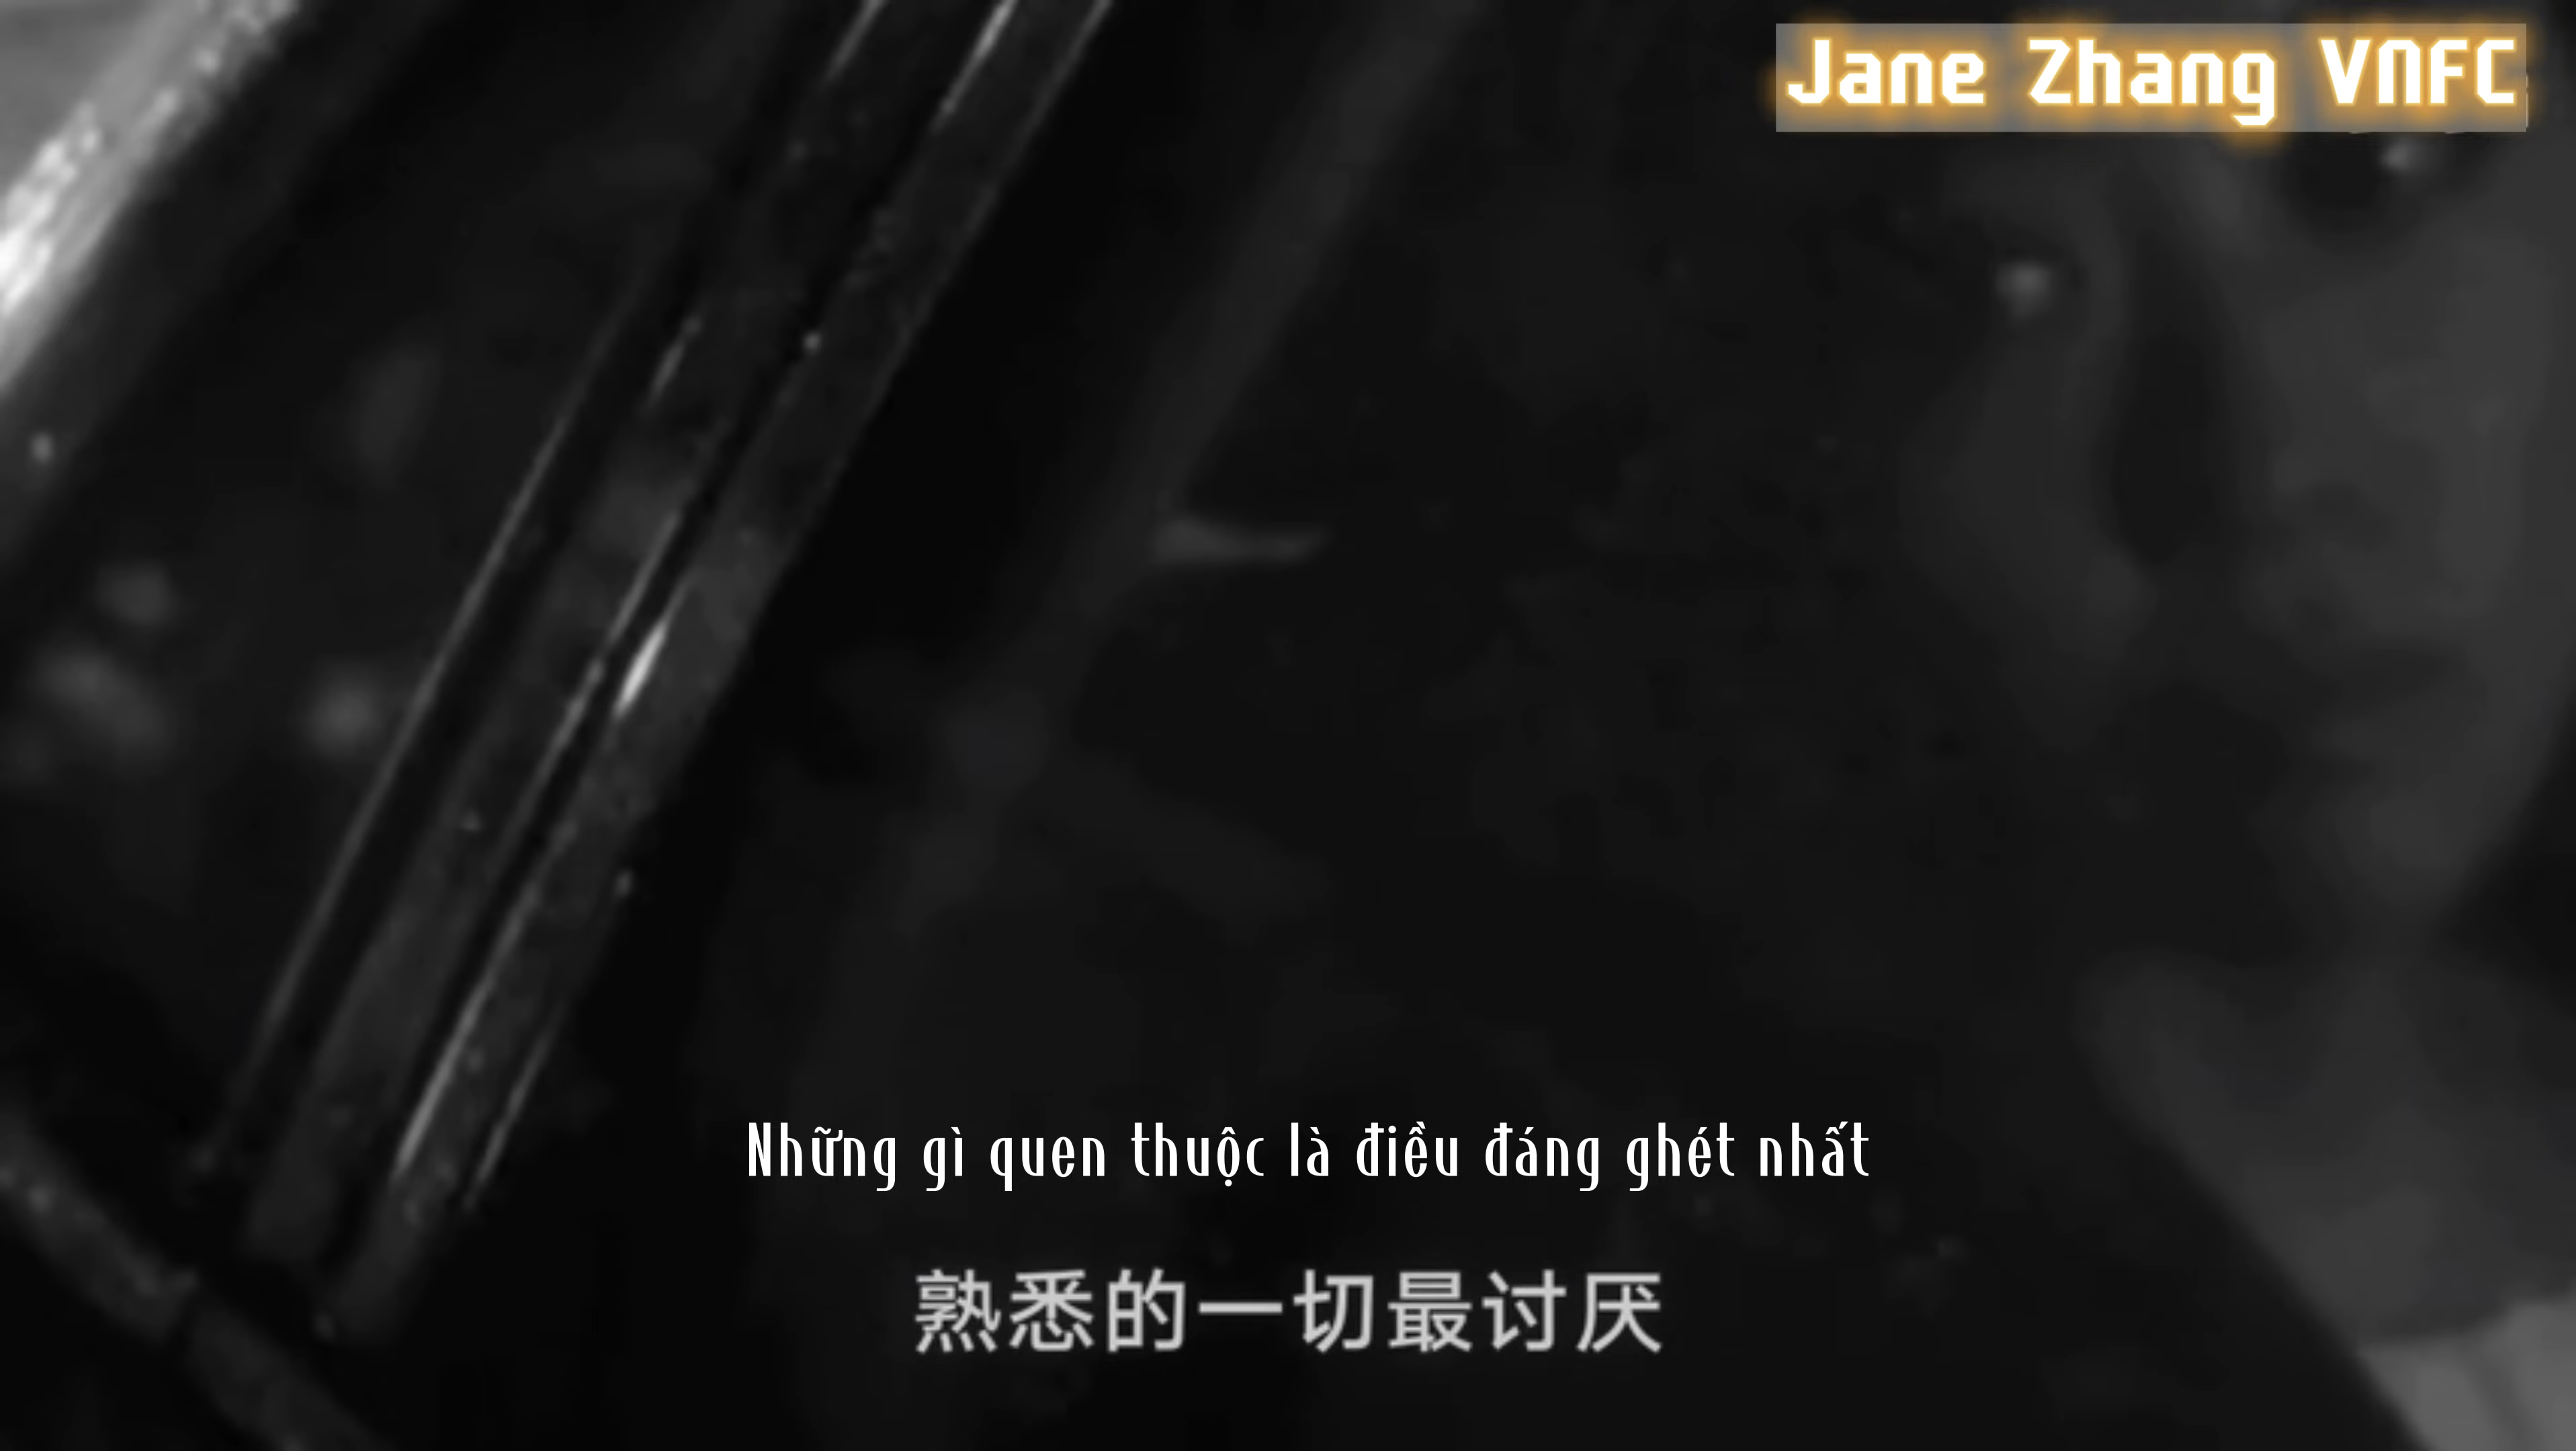 Jane Zhang VNFC
Những gì quen thuộc là điều đáng ghét nhất
熟悉的一切最讨厌